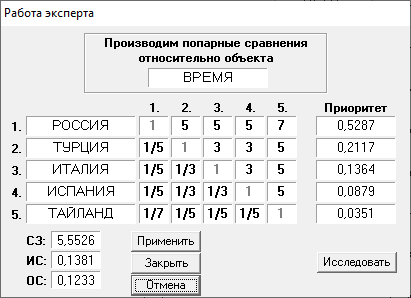 Работа эксперта
Производим попарные сравнения
относительно объекта
ВРЕМЯ
1. 2. 3. 4. 5. Приоритет
1. РОССИЯ 1 5 5 5 7 0,5287
2. ТУРЦИЯ 1/5 1 3 3 5 0,2117
3. ИТАЛИЯ 1/5 1/3 1 3 5 0,1364
4. ИСПАНИЯ 1/5 1/3 1/3 1 5 0,0879
5. ТАЙЛАНД 1/7 1/5 1/5 1/5 1 0,0351
СЗ: 5,5526 Применить
ИС: 0,1381 Закрыть Исследовать
ОС: 0,1233 Отмена